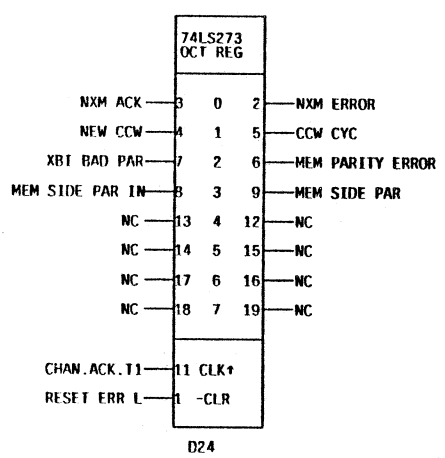 74LS273
OCT REG
NXM ACK 3 0 2 NXM ERROR
NEW CCW 4 1 5 CCW CYC
XBI BAD PAR 7 2 6 MEM PARITY ERROR
MEM SIDE PAR IN 8 3 9 MEM SIDE PAR
NC 13 4 12 NC
NC 14 5 15 NC
NC 17 6 16 NC
NC 18 7 19 NC
CHAN.ACK.T1 11 CLK↑
RESET ERR L 1 -CLR
D24